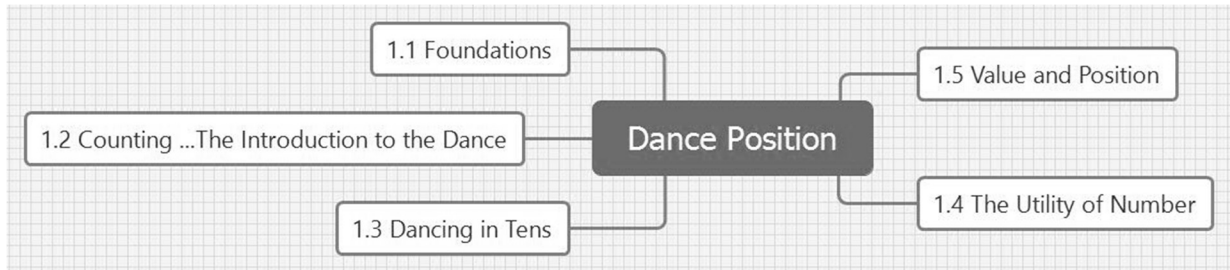 Dance Position
1.1 Foundations
1.2 Counting ...The Introduction to the Dance
1.3 Dancing in Tens
1.4 The Utility of Number
1.5 Value and Position